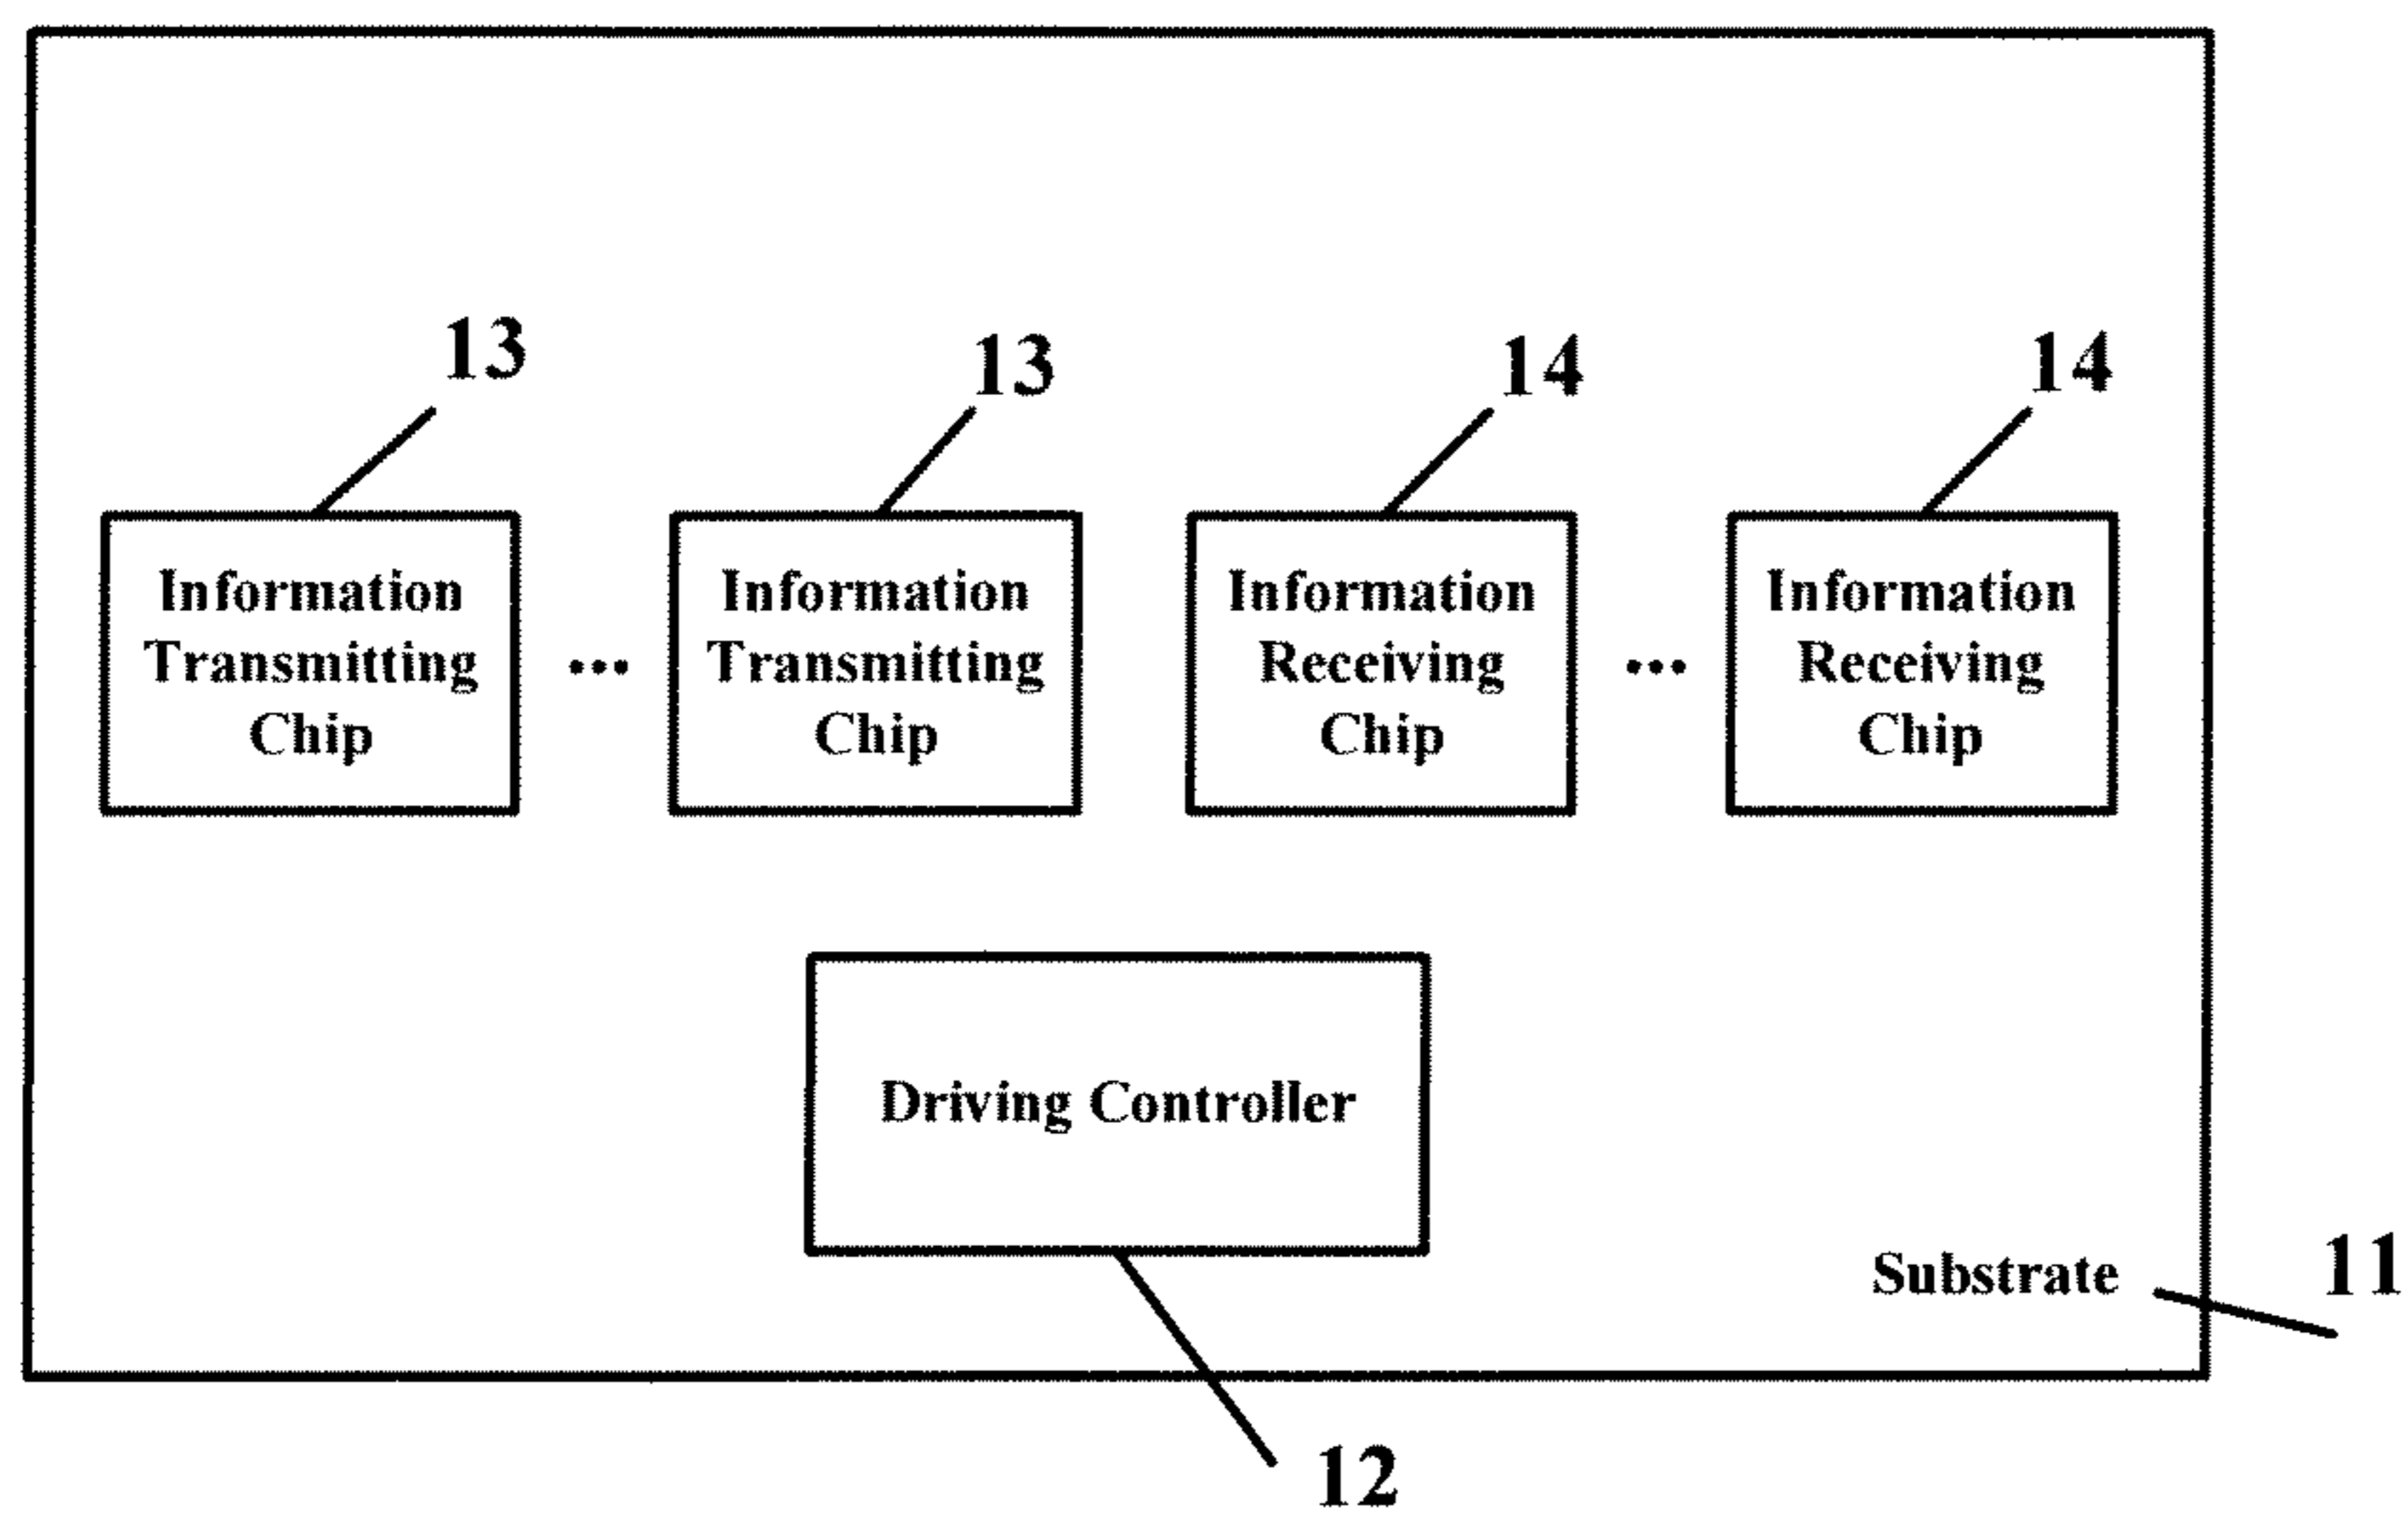 13
13
14
14
Information
Transmitting
Chip
...
Information
Transmitting
Chip
Information
Receiving
Chip
...
Information
Receiving
Chip
Driving Controller
Substrate
11
12